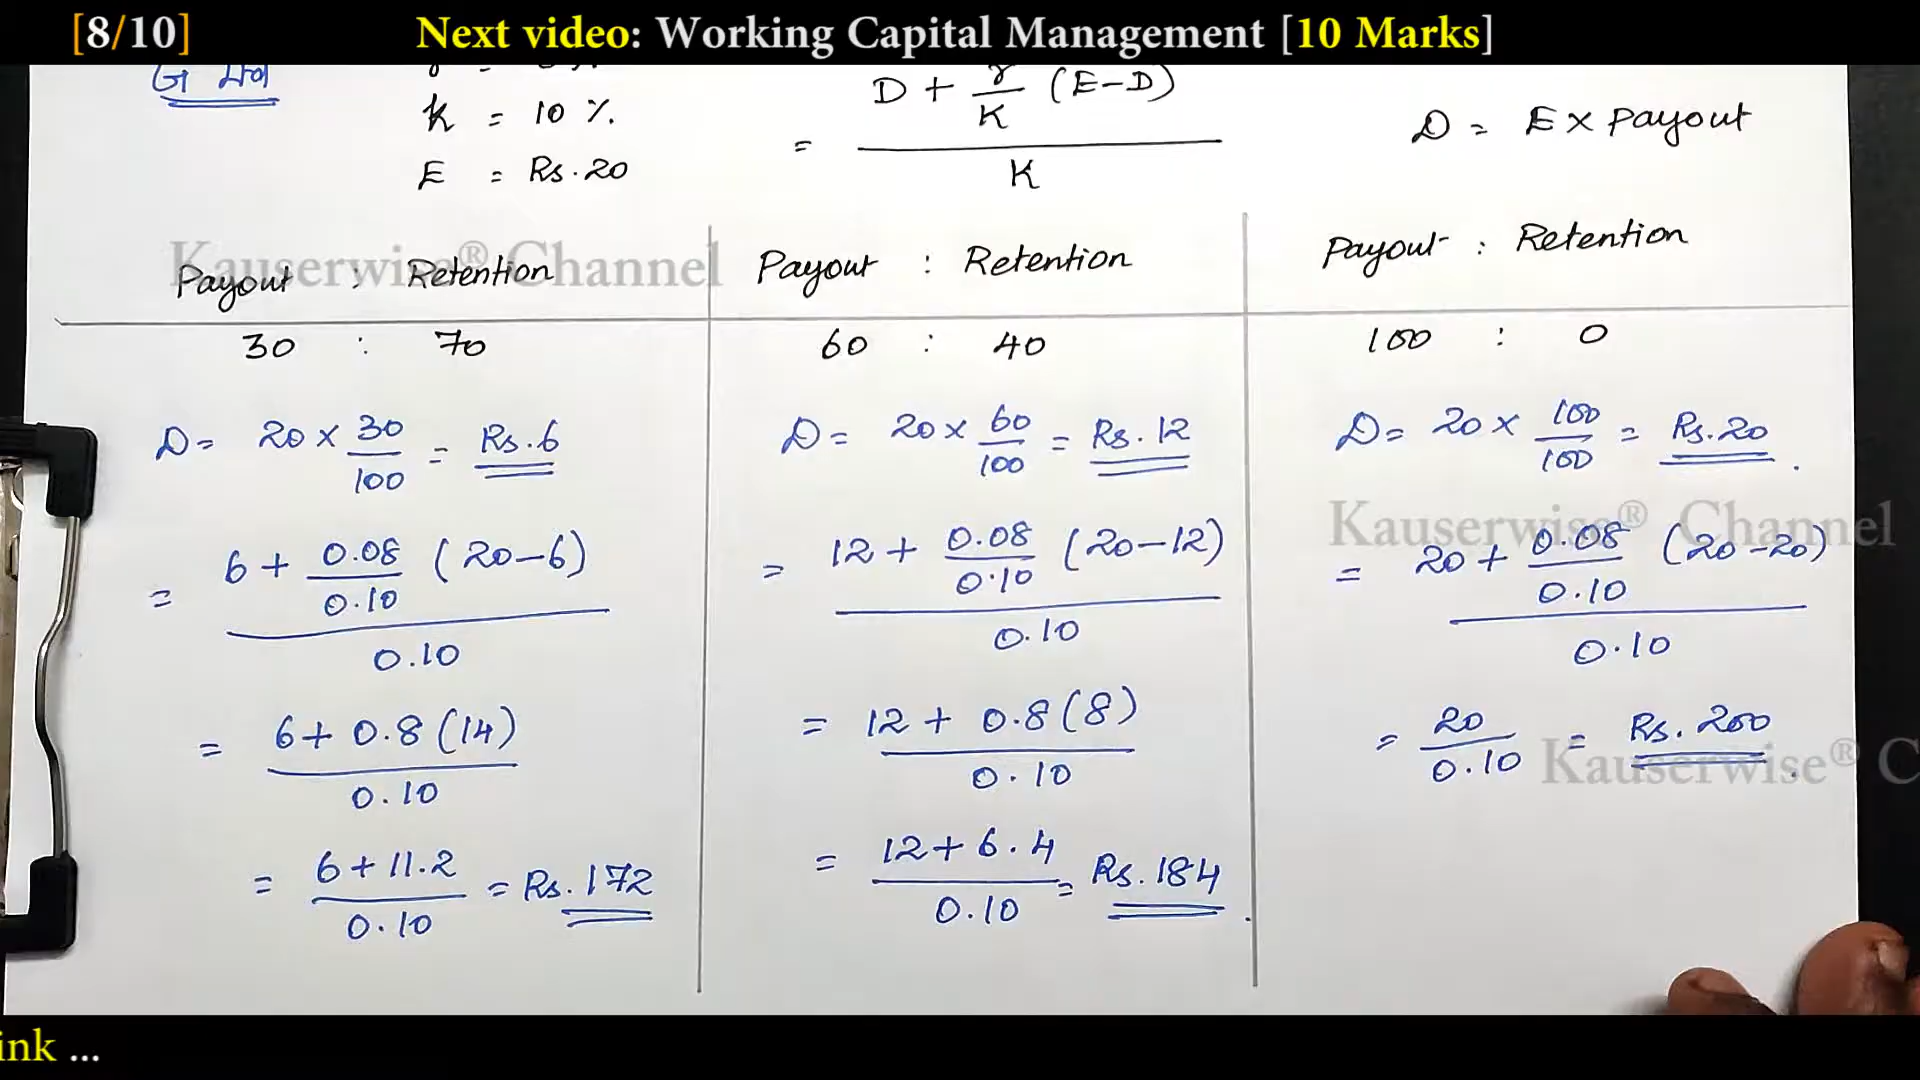 [8/10] Next video: Working Capital Management [10 Marks]
K = 10 %.
E = Rs. 20
= D + r/K (E-D) / K
D = E x Payout
Kauserwise® Channel
Payout : Retention
30 : 70
D = 20 x 30/100 = Rs. 6
= 6 + 0.08/0.10 (20-6) / 0.10
= 6 + 0.8 (14) / 0.10
= 6 + 11.2 / 0.10 = Rs. 172
Payout : Retention
60 : 40
D = 20 x 60/100 = Rs. 12
= 12 + 0.08/0.10 (20-12) / 0.10
= 12 + 0.8 (8) / 0.10
= 12 + 6.4 / 0.10 = Rs. 184
Payout : Retention
100 : 0
D = 20 x 100/100 = Rs. 20
Kauserwise® Channel
= 20 + 0.08/0.10 (20-20) / 0.10
= 20/0.10 = Rs. 200
Kauserwise® C
ink ...